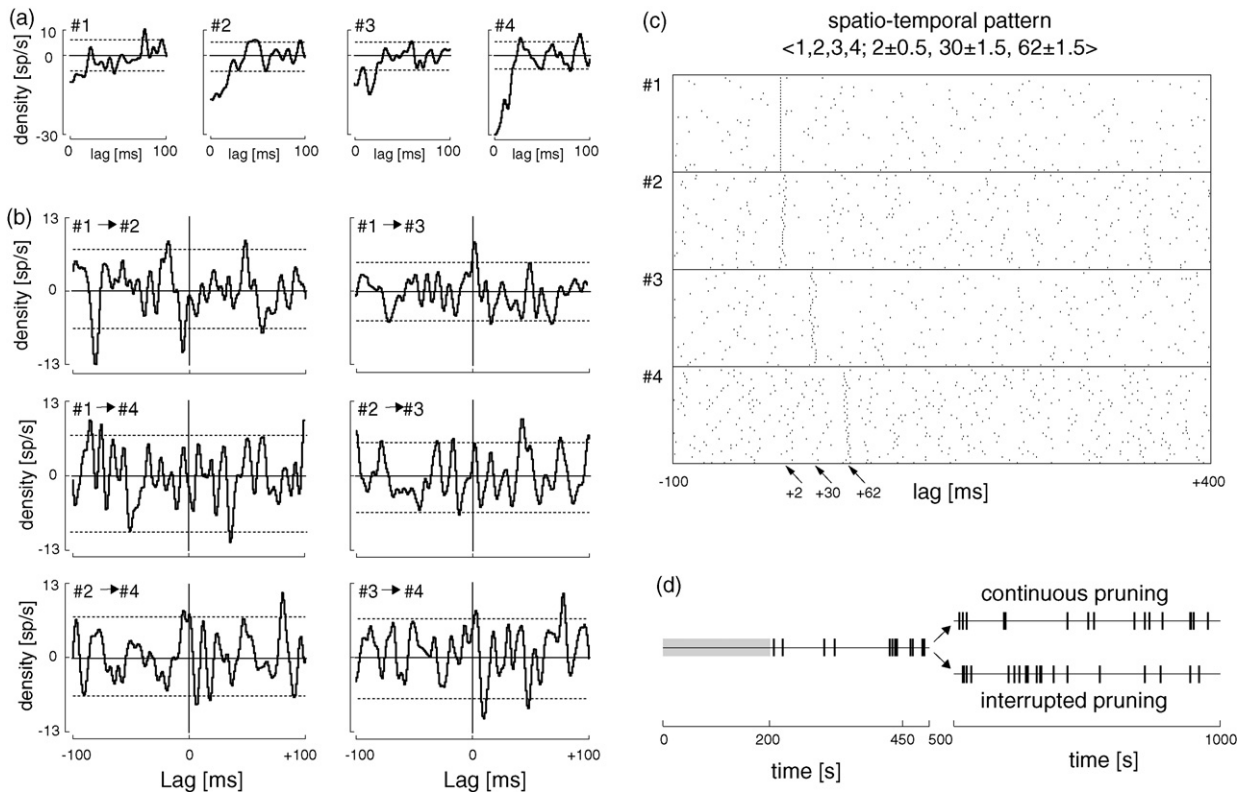 (a)
#1
#2
#3
#4
density [sp/s]
10
0
-30
0
100
lag [ms]
0
100
lag [ms]
0
100
lag [ms]
0
100
lag [ms]
(b)
#1 → #2
#1 → #3
density [sp/s]
13
0
-13
#1 → #4
#2 → #3
density [sp/s]
13
0
-13
#2 → #4
#3 → #4
density [sp/s]
13
0
-13
-100
0
+100
Lag [ms]
-100
0
+100
Lag [ms]
(c)
spatio-temporal pattern
<1,2,3,4; 2±0.5, 30±1.5, 62±1.5>
#1
#2
#3
#4
-100
+2
+30
+62
lag [ms]
+400
(d)
continuous pruning
interrupted pruning
0
200
450
500
1000
time [s]
time [s]